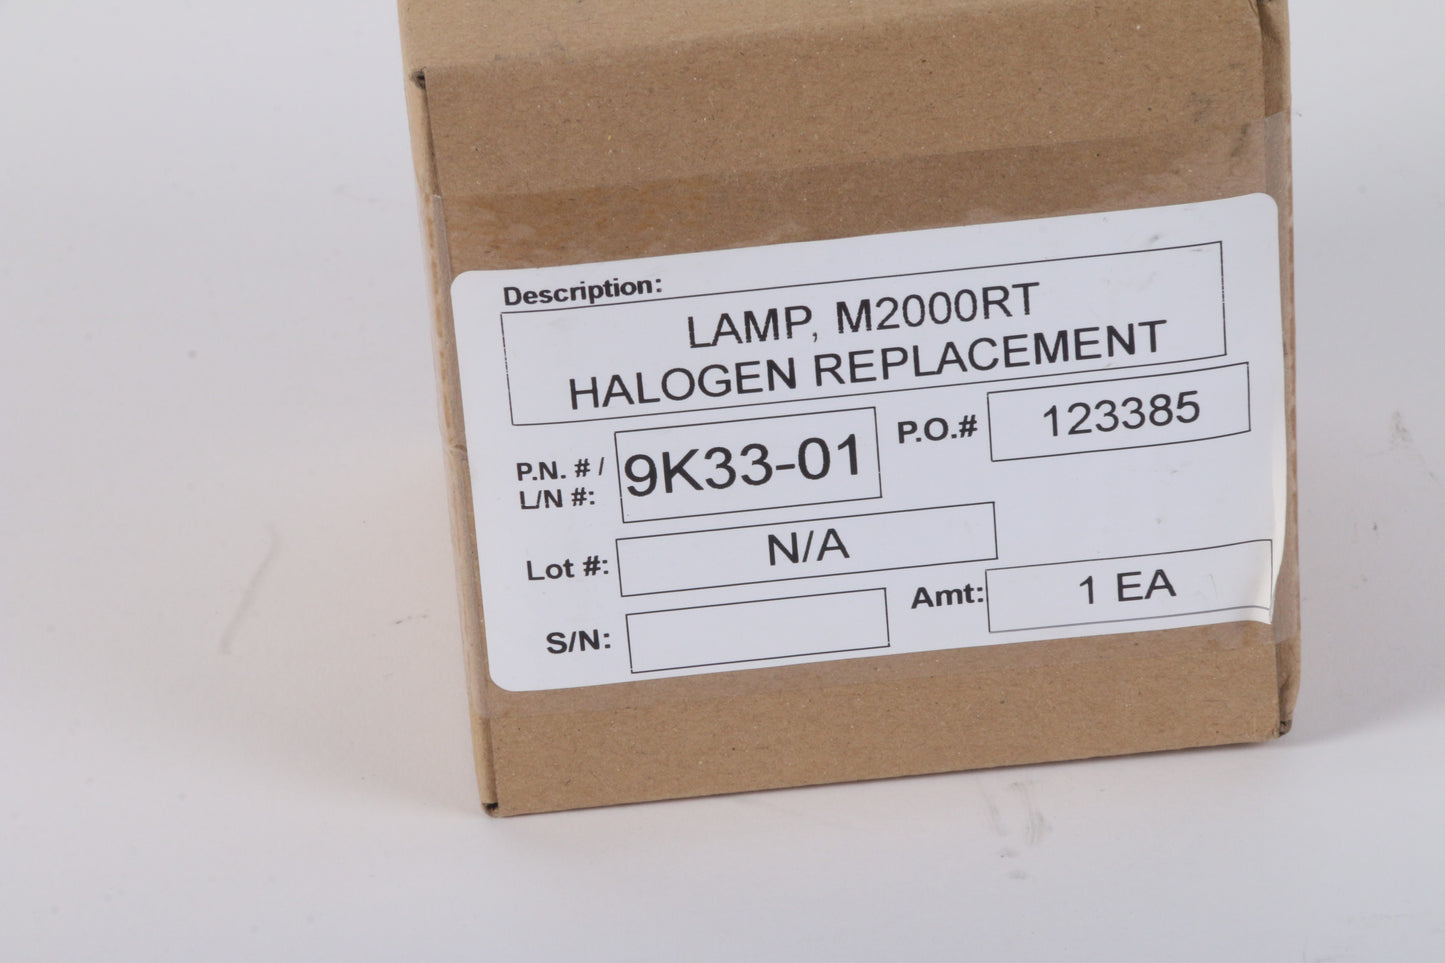 Description:
LAMP, M2000RT
HALOGEN REPLACEMENT
P.N. # /
L/N #:
9K33-01
P.O.#
123385
Lot #:
N/A
S/N:
Amt:
1 EA